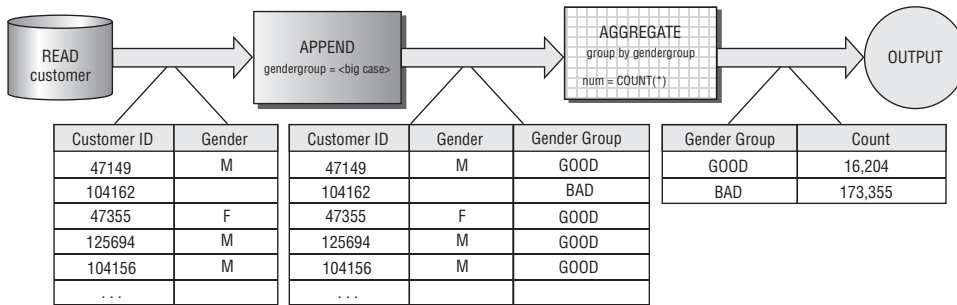 READ
customer
APPEND
gendergroup = <big case>
AGGREGATE
group by gendergroup
num = COUNT(*)
OUTPUT
Customer ID Gender
47149 M
104162
47355 F
125694 M
104156 M
. . .
Customer ID Gender Gender Group
47149 M GOOD
104162 BAD
47355 F GOOD
125694 M GOOD
104156 M GOOD
. . .
Gender Group Count
GOOD 16,204
BAD 173,355